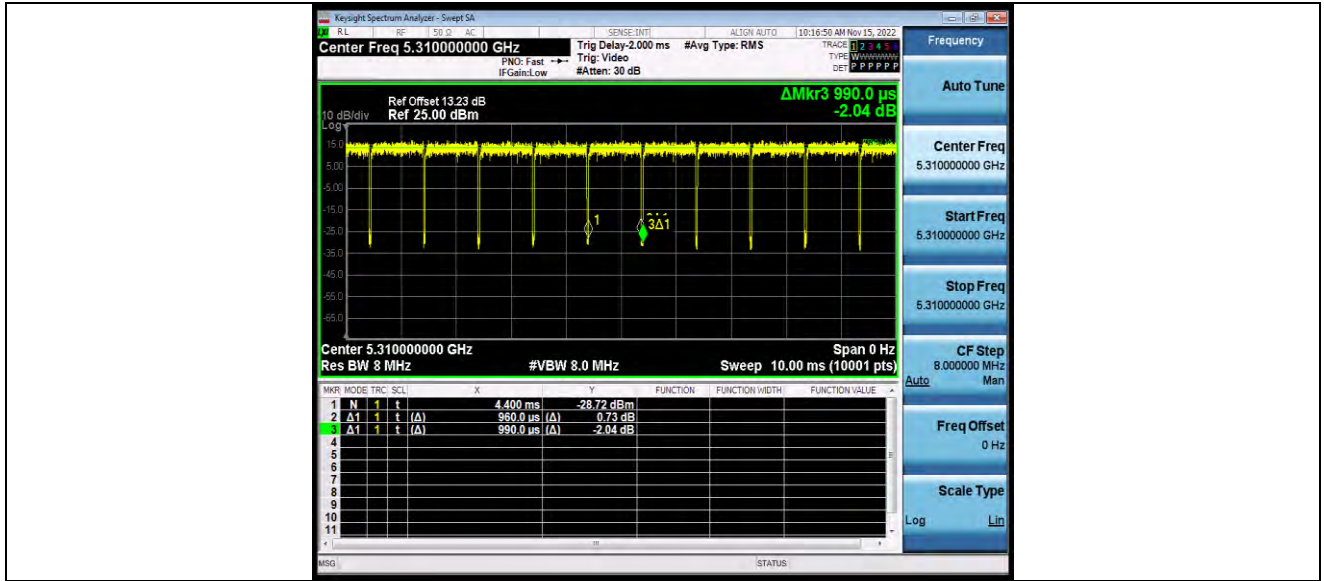 Keysight Spectrum Analyzer - Swept SA
RL RF 50 Ω AC SENSE:INT ALIGN AUTO 10:16:50 AM Nov 15, 2022
Center Freq 5.310000000 GHz
PNO: Fast
IFGain:Low
Trig Delay-2.000 ms
Trig: Video
#Atten: 30 dB
#Avg Type: RMS
TRACE 1 2 3 4 5 6
TYPE WWWWWW
DET P P P P P P
ΔMkr3 990.0 µs
-2.04 dB
Ref Offset 13.23 dB
10 dB/div Ref 25.00 dBm
Log
15.0
5.00
-5.00
-15.0
-25.0
-35.0
-45.0
-55.0
-65.0
1
3Δ1
Center 5.310000000 GHz Span 0 Hz
Res BW 8 MHz #VBW 8.0 MHz Sweep 10.00 ms (10001 pts)
MKR MODE TRC SCL X Y FUNCTION FUNCTION WIDTH FUNCTION VALUE
1 N 1 t 4.400 ms -28.72 dBm
2 Δ1 1 t (Δ) 960.0 µs (Δ) 0.73 dB
3 Δ1 1 t (Δ) 990.0 µs (Δ) -2.04 dB
4
5
6
7
8
9
10
11
MSG STATUS
Frequency
Auto Tune
Center Freq
5.310000000 GHz
Start Freq
5.310000000 GHz
Stop Freq
5.310000000 GHz
CF Step
8.000000 MHz
Auto Man
Freq Offset
0 Hz
Scale Type
Log Lin